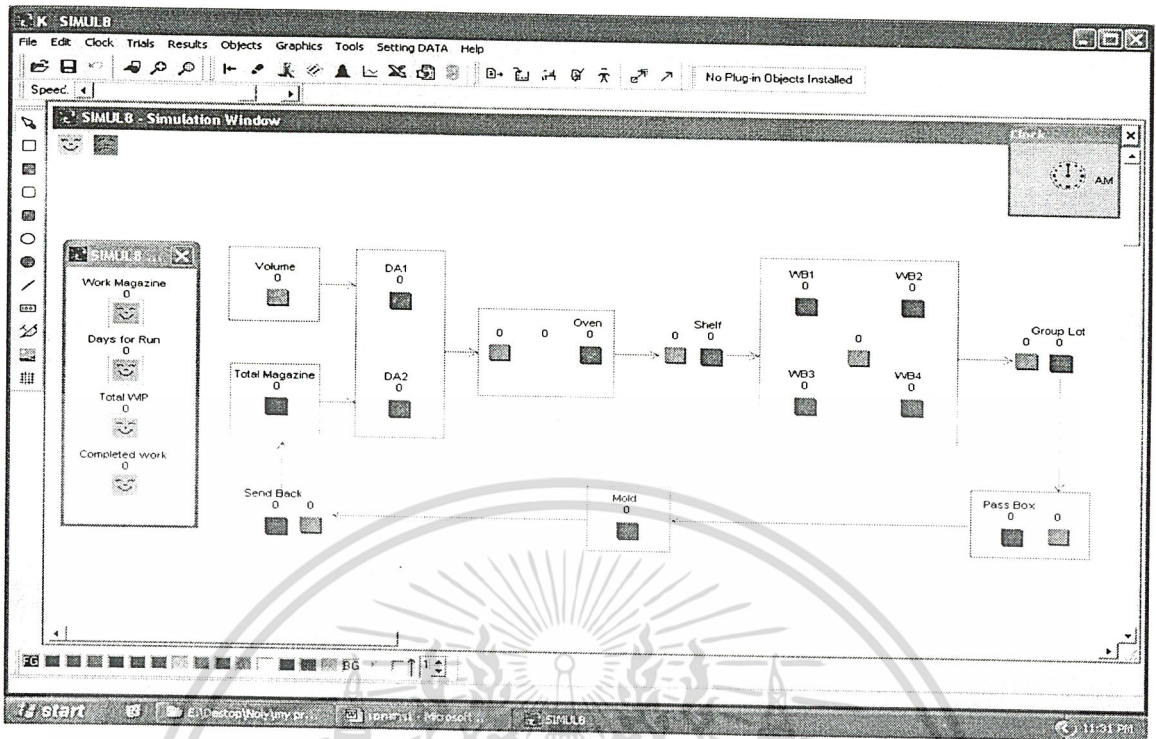 K SIMUL8
File Edit Clock Trials Results Objects Graphics Tools Setting DATA Help
No Plug-in Objects Installed
Speed:
SIMUL8 - Simulation Window
Clock
AM
SIMUL8 ...
Work Magazine
0
Days for Run
0
Total WIP
0
Completed work
0
Volume
0
Total Magazine
0
DA1
0
DA2
0
Oven
0 0 0
Shelf
0 0
WB1
0
WB2
0
0
WB3
0
WB4
0
Group Lot
0 0
Send Back
0 0
Mold
0
Pass Box
0 0
FG BG 1
start SIMUL8 11:31 PM